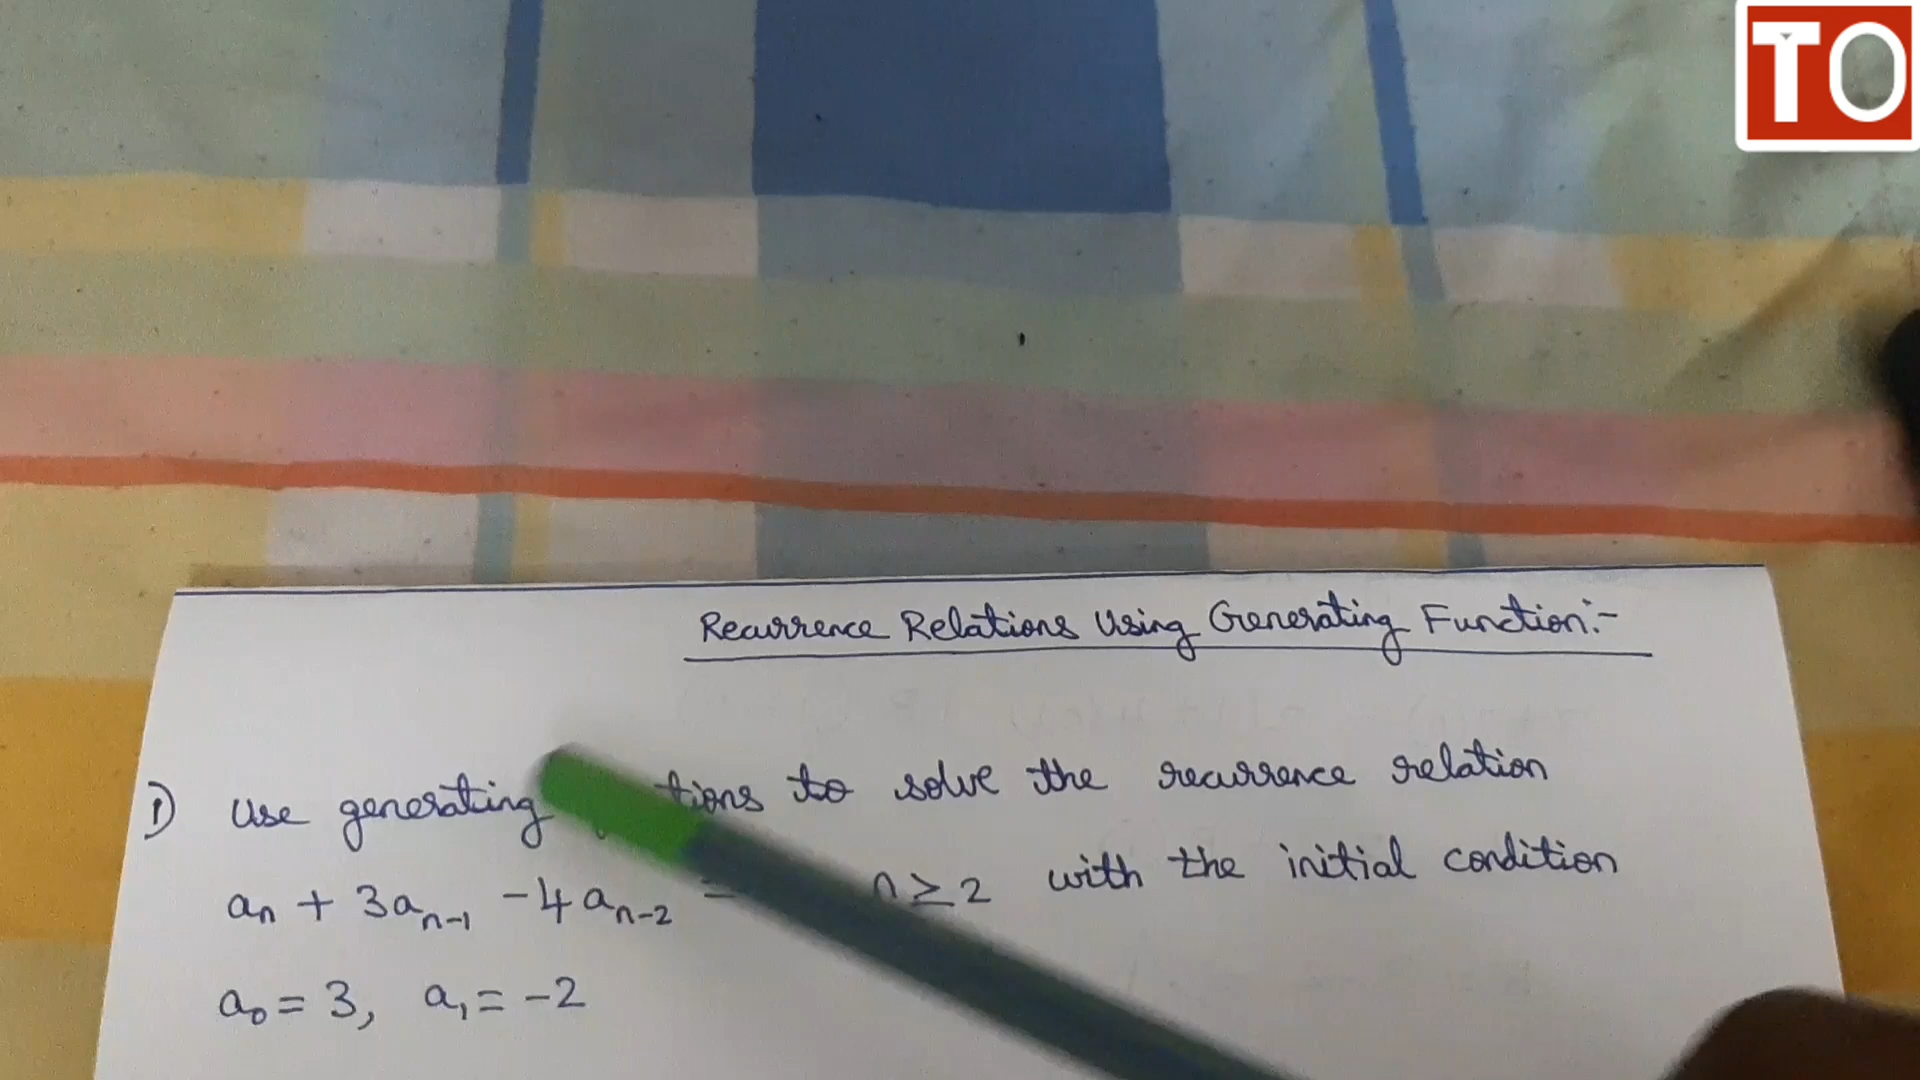 TO
Recurrence Relations Using Generating Function:-
1) Use generating to solve the recurrence relation
aₙ + 3aₙ₋₁ - 4aₙ₋₂ = n ≥ 2 with the initial condition
a₀ = 3, a₁ = -2